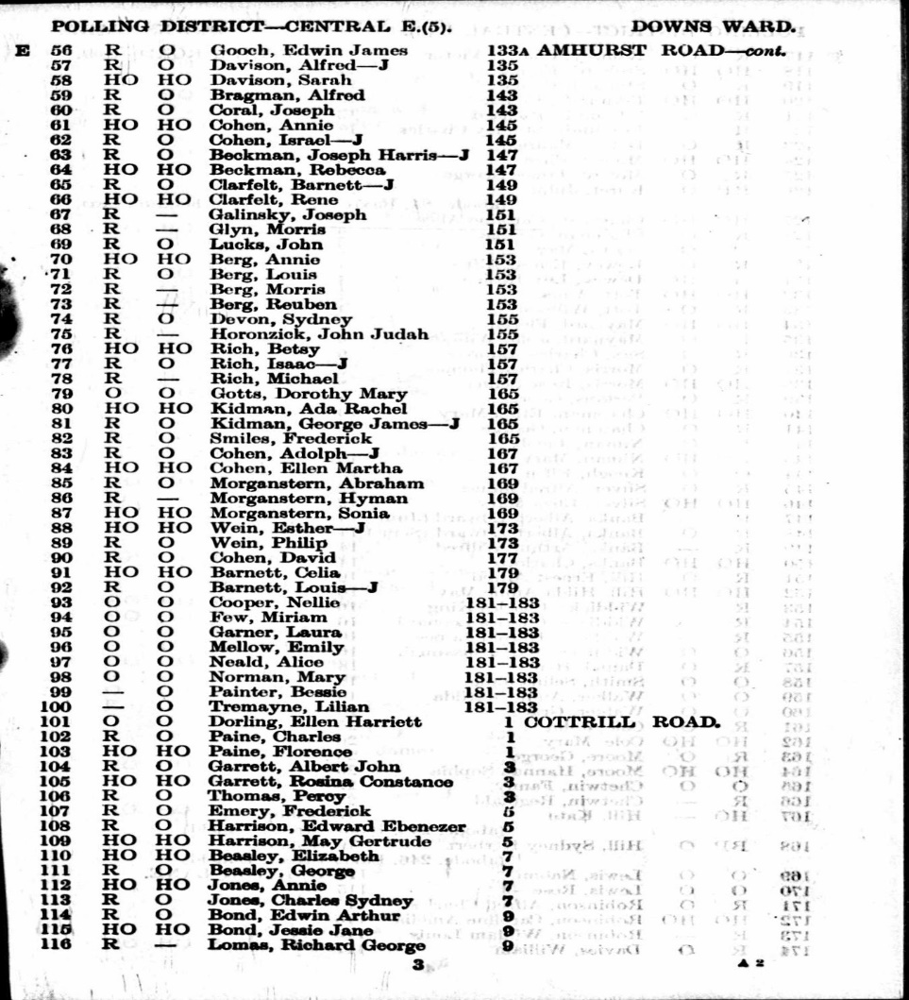 POLLING DISTRICT—CENTRAL E.(5). DOWNS WARD.
E 56 R O Gooch, Edwin James 133A AMHURST ROAD—cont.
57 R O Davison, Alfred—J 135
58 HO HO Davison, Sarah 135
59 R O Bragman, Alfred 143
60 R O Coral, Joseph 143
61 HO HO Cohen, Annie 145
62 R O Cohen, Israel—J 145
63 R O Beckman, Joseph Harris—J 147
64 HO HO Beckman, Rebecca 147
65 R O Clarfelt, Barnett—J 149
66 HO HO Clarfelt, Rene 149
67 R — Galinsky, Joseph 151
68 R — Glyn, Morris 151
69 R O Lucks, John 151
70 HO HO Berg, Annie 153
71 R O Berg, Louis 153
72 R — Berg, Morris 153
73 R — Berg, Reuben 153
74 R O Devon, Sydney 155
75 R — Horonzick, John Judah 155
76 HO HO Rich, Betsy 157
77 R O Rich, Isaac—J 157
78 R — Rich, Michael 157
79 O O Gotts, Dorothy Mary 165
80 HO HO Kidman, Ada Rachel 165
81 R O Kidman, George James—J 165
82 R O Smiles, Frederick 165
83 R O Cohen, Adolph—J 167
84 HO HO Cohen, Ellen Martha 167
85 R O Morganstern, Abraham 169
86 R — Morganstern, Hyman 169
87 HO HO Morganstern, Sonia 169
88 HO HO Wein, Esther—J 173
89 R O Wein, Philip 173
90 R O Cohen, David 177
91 HO HO Barnett, Celia 179
92 R O Barnett, Louis—J 179
93 O O Cooper, Nellie 181–183
94 O O Few, Miriam 181–183
95 O O Garner, Laura 181–183
96 O O Mellow, Emily 181–183
97 O O Neald, Alice 181–183
98 O O Norman, Mary 181–183
99 — O Painter, Bessie 181–183
100 — O Tremayne, Lilian 181–183
101 O O Dorling, Ellen Harriett 1 COTTRILL ROAD.
102 R O Paine, Charles 1
103 HO HO Paine, Florence 1
104 R O Garrett, Albert John 3
105 HO HO Garrett, Rosina Constance 3
106 R O Thomas, Percy 3
107 R O Emery, Frederick 5
108 R O Harrison, Edward Ebenezer 5
109 HO HO Harrison, May Gertrude 5
110 HO HO Beasley, Elizabeth 7
111 R O Beasley, George 7
112 HO HO Jones, Annie 7
113 R O Jones, Charles Sydney 7
114 R O Bond, Edwin Arthur 9
115 HO HO Bond, Jessie Jane 9
116 R — Lomas, Richard George 9
3 A 2